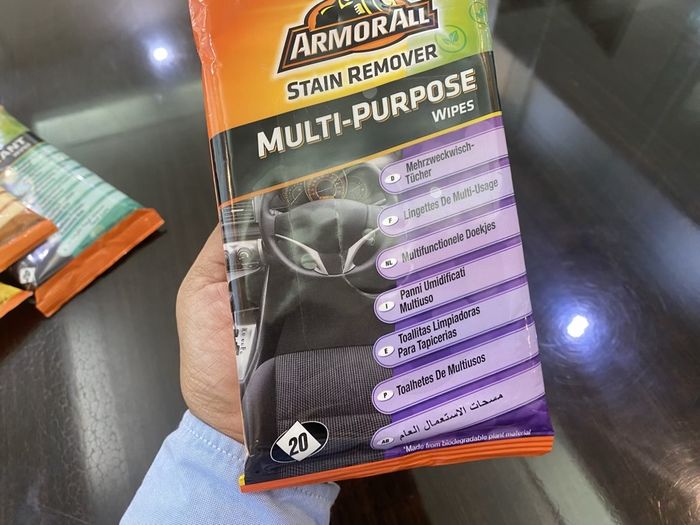 ARMORALL
STAIN REMOVER
MULTI-PURPOSE
WIPES
D Mehrzweckwisch-
Tücher
F Lingettes De Multi-Usage
NL Multifunctionele Doekjes
I Panni Umidificati
Multiuso
E Toallitas Limpiadoras
Para Tapicerias
P Toalhetes De Multiusos
AR مسحات الاستعمال العام
20
*Made from biodegradable plant material
ANT